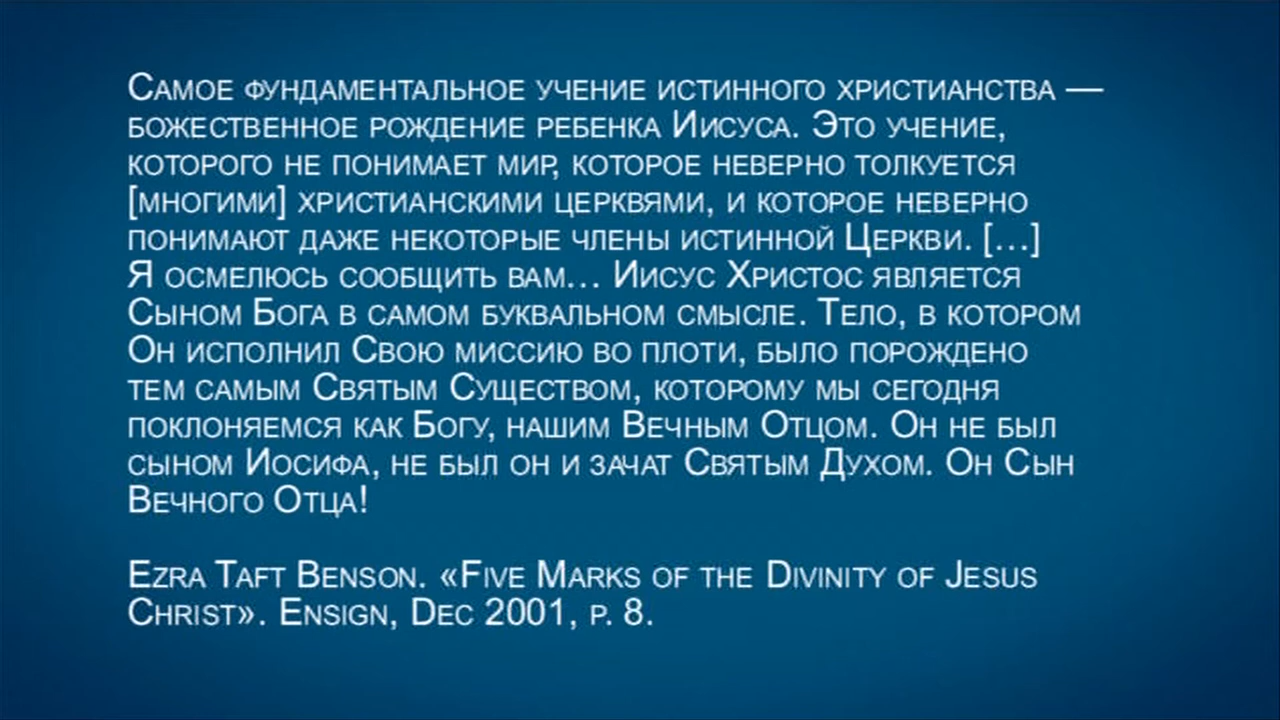 Самое фундаментальное учение истинного христианства —
божественное рождение ребенка Иисуса. Это учение,
которого не понимает мир, которое неверно толкуется
[многими] христианскими церквями, и которое неверно
понимают даже некоторые члены истинной Церкви. [...]
Я осмелюсь сообщить вам... Иисус Христос является
Сыном Бога в самом буквальном смысле. Тело, в котором
Он исполнил Свою миссию во плоти, было порождено
тем самым Святым Существом, которому мы сегодня
поклоняемся как Богу, нашим Вечным Отцом. Он не был
сыном Иосифа, не был он и зачат Святым Духом. Он Сын
Вечного Отца!
Ezra Taft Benson. «Five Marks of the Divinity of Jesus
Christ». Ensign, Dec 2001, p. 8.